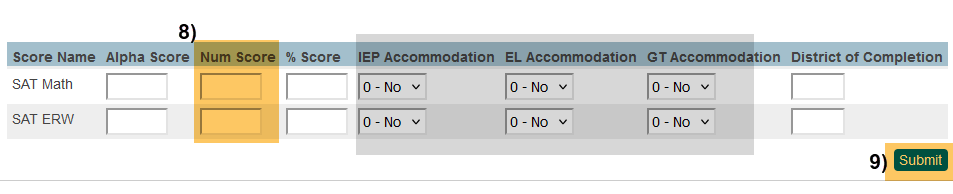 8)
Score Name Alpha Score Num Score % Score IEP Accommodation EL Accommodation GT Accommodation District of Completion
SAT Math 0 - No 0 - No 0 - No
SAT ERW 0 - No 0 - No 0 - No
9) Submit